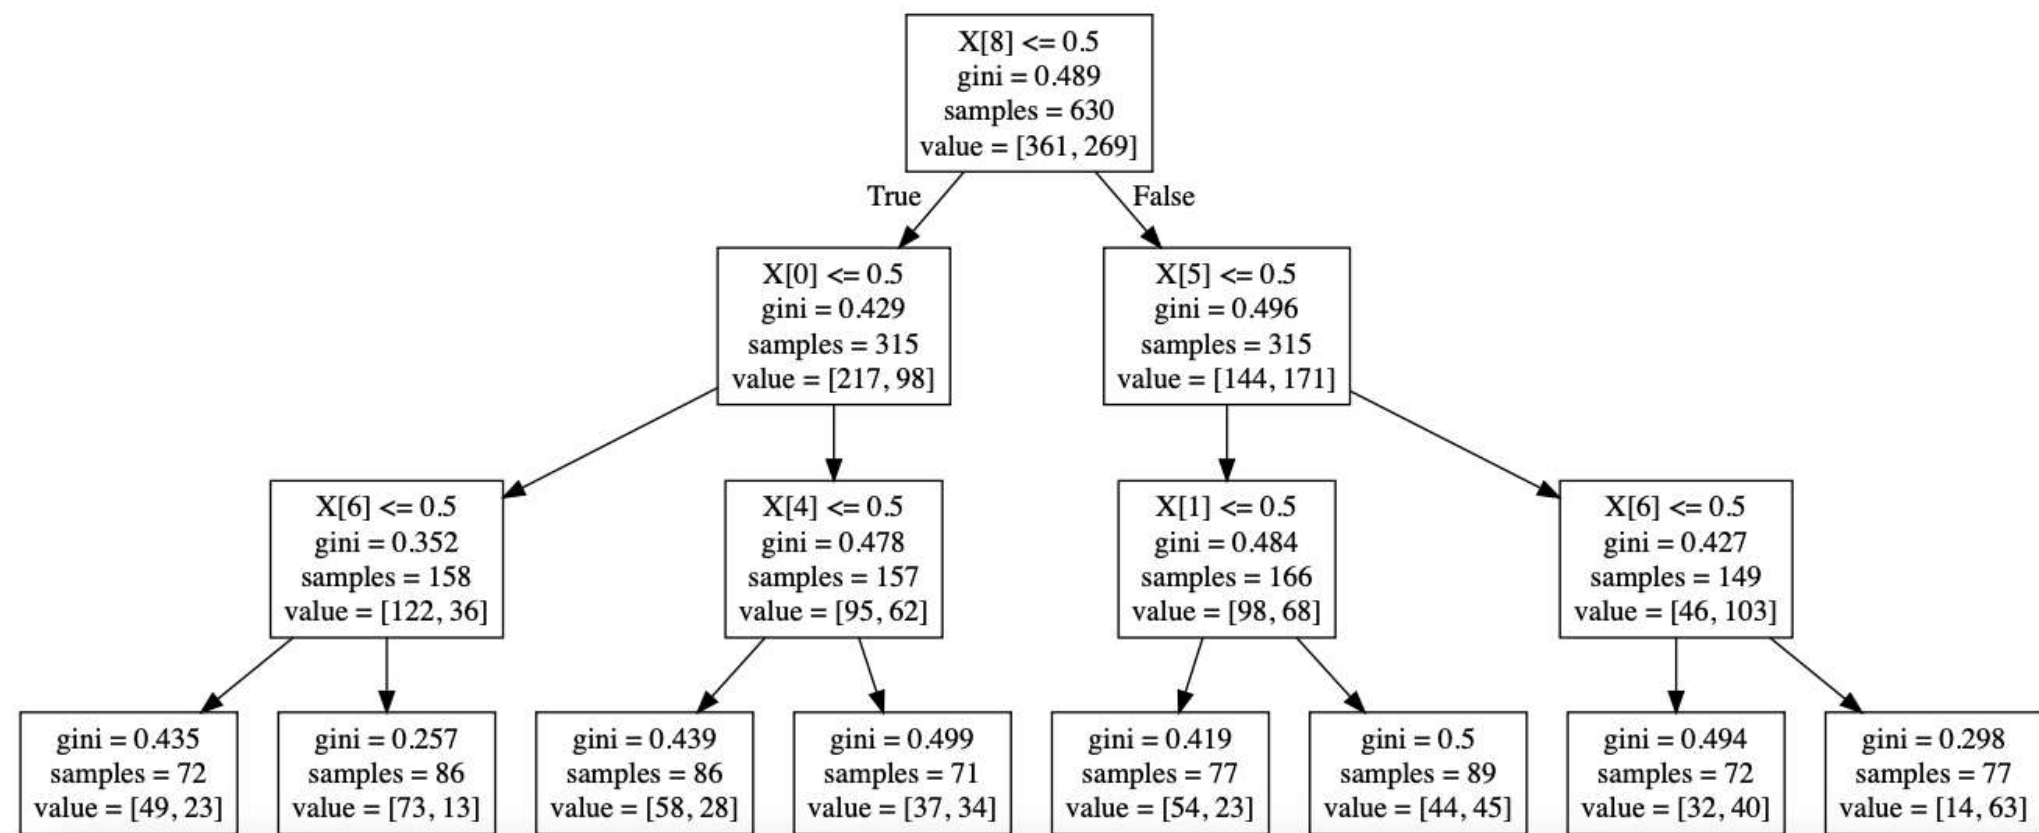 X[8] <= 0.5
gini = 0.489
samples = 630
value = [361, 269]
True
False
X[0] <= 0.5
gini = 0.429
samples = 315
value = [217, 98]
X[5] <= 0.5
gini = 0.496
samples = 315
value = [144, 171]
X[6] <= 0.5
gini = 0.352
samples = 158
value = [122, 36]
X[4] <= 0.5
gini = 0.478
samples = 157
value = [95, 62]
X[1] <= 0.5
gini = 0.484
samples = 166
value = [98, 68]
X[6] <= 0.5
gini = 0.427
samples = 149
value = [46, 103]
gini = 0.435
samples = 72
value = [49, 23]
gini = 0.257
samples = 86
value = [73, 13]
gini = 0.439
samples = 86
value = [58, 28]
gini = 0.499
samples = 71
value = [37, 34]
gini = 0.419
samples = 77
value = [54, 23]
gini = 0.5
samples = 89
value = [44, 45]
gini = 0.494
samples = 72
value = [32, 40]
gini = 0.298
samples = 77
value = [14, 63]